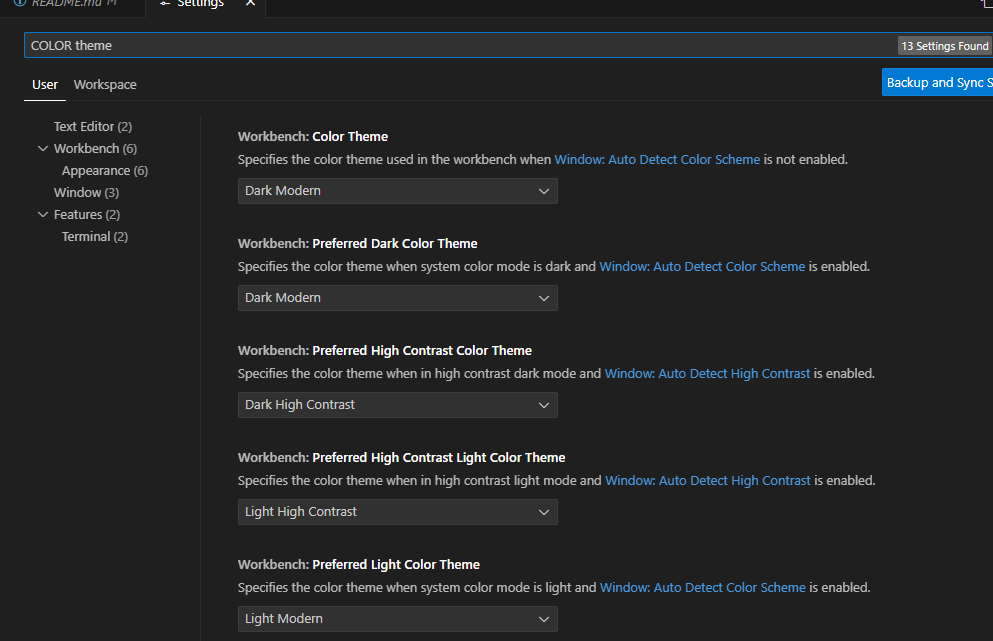 README.md M
Settings
COLOR theme
13 Settings Found
User
Workspace
Backup and Sync S
Text Editor (2)
Workbench (6)
Appearance (6)
Window (3)
Features (2)
Terminal (2)
Workbench: Color Theme
Specifies the color theme used in the workbench when Window: Auto Detect Color Scheme is not enabled.
Dark Modern
Workbench: Preferred Dark Color Theme
Specifies the color theme when system color mode is dark and Window: Auto Detect Color Scheme is enabled.
Dark Modern
Workbench: Preferred High Contrast Color Theme
Specifies the color theme when in high contrast dark mode and Window: Auto Detect High Contrast is enabled.
Dark High Contrast
Workbench: Preferred High Contrast Light Color Theme
Specifies the color theme when in high contrast light mode and Window: Auto Detect High Contrast is enabled.
Light High Contrast
Workbench: Preferred Light Color Theme
Specifies the color theme when system color mode is light and Window: Auto Detect Color Scheme is enabled.
Light Modern